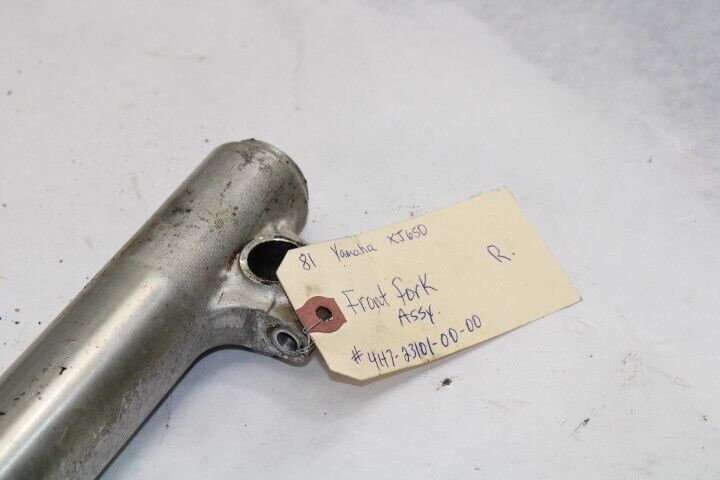 81 Yamaha XJ650
R.
Front fork
Assy.
# 4H7-23101-00-00